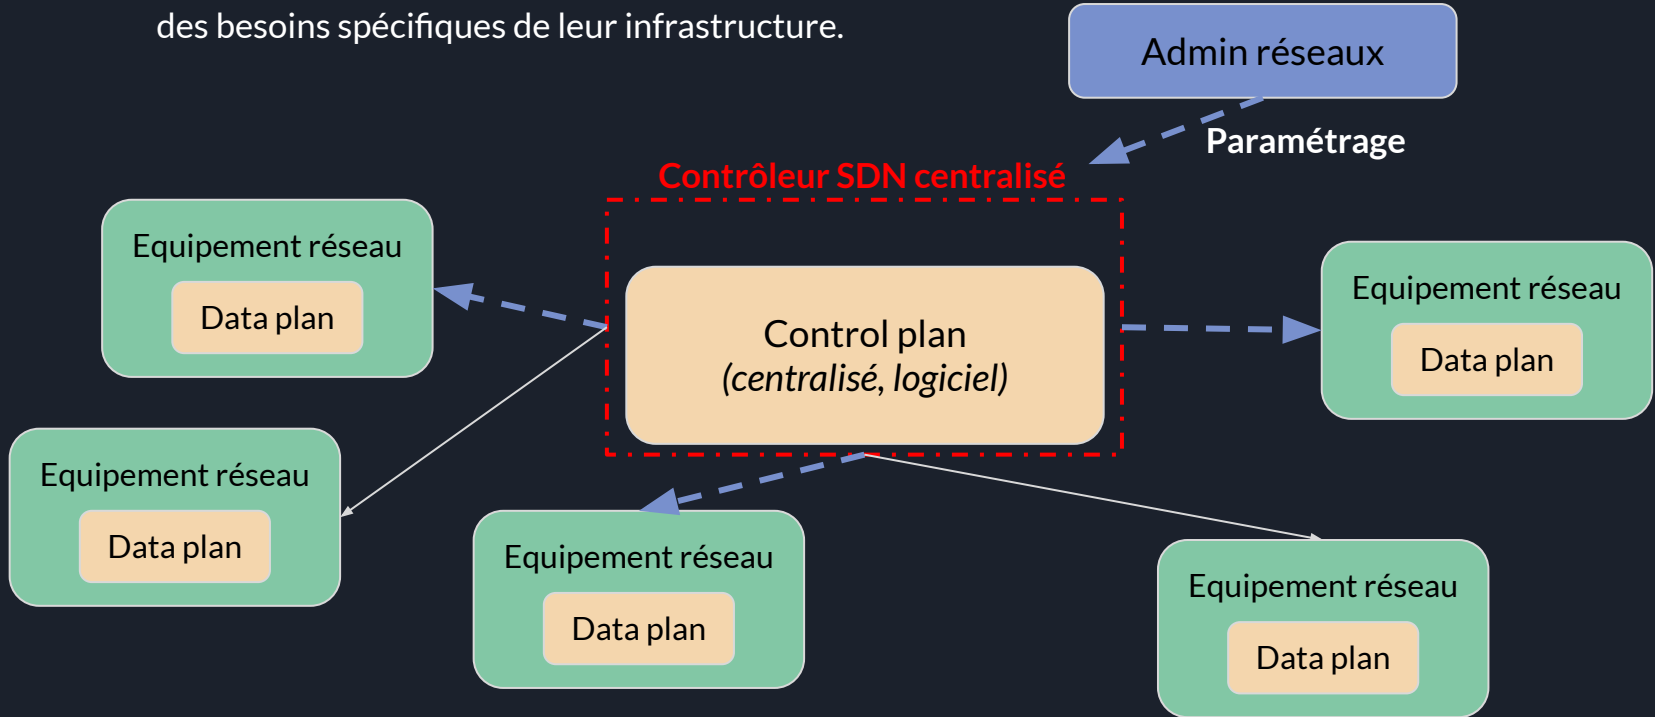 des besoins spécifiques de leur infrastructure.
Admin réseaux
Paramétrage
Contrôleur SDN centralisé
Equipement réseau
Data plan
Control plan
(centralisé, logiciel)
Equipement réseau
Data plan
Equipement réseau
Data plan
Equipement réseau
Data plan
Equipement réseau
Data plan